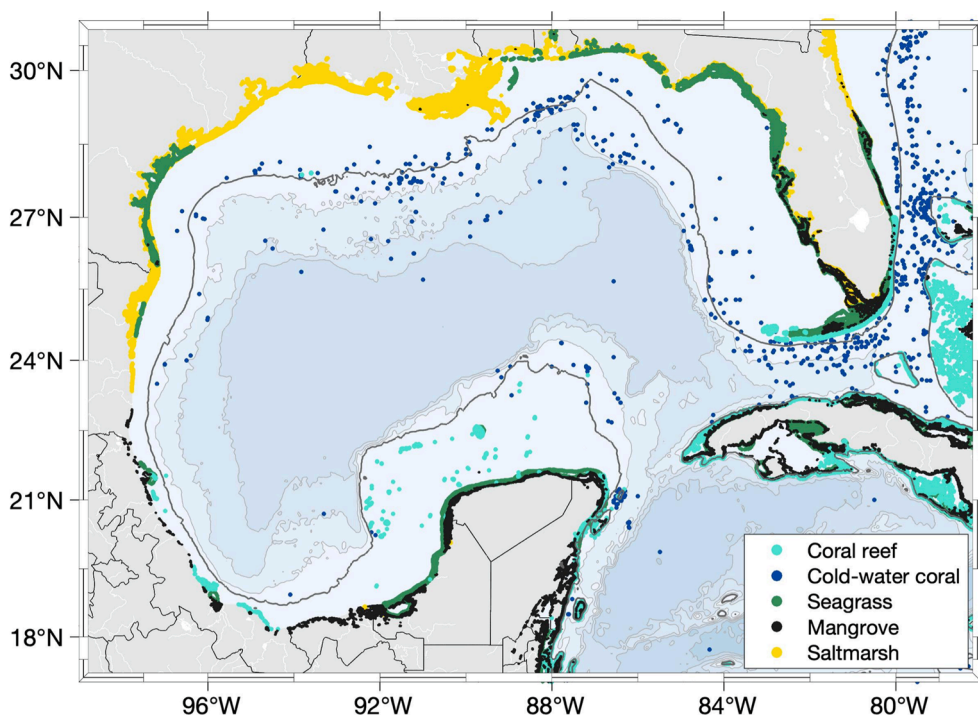 30°N
27°N
24°N
21°N
18°N
Coral reef
Cold-water coral
Seagrass
Mangrove
Saltmarsh
96°W 92°W 88°W 84°W 80°W